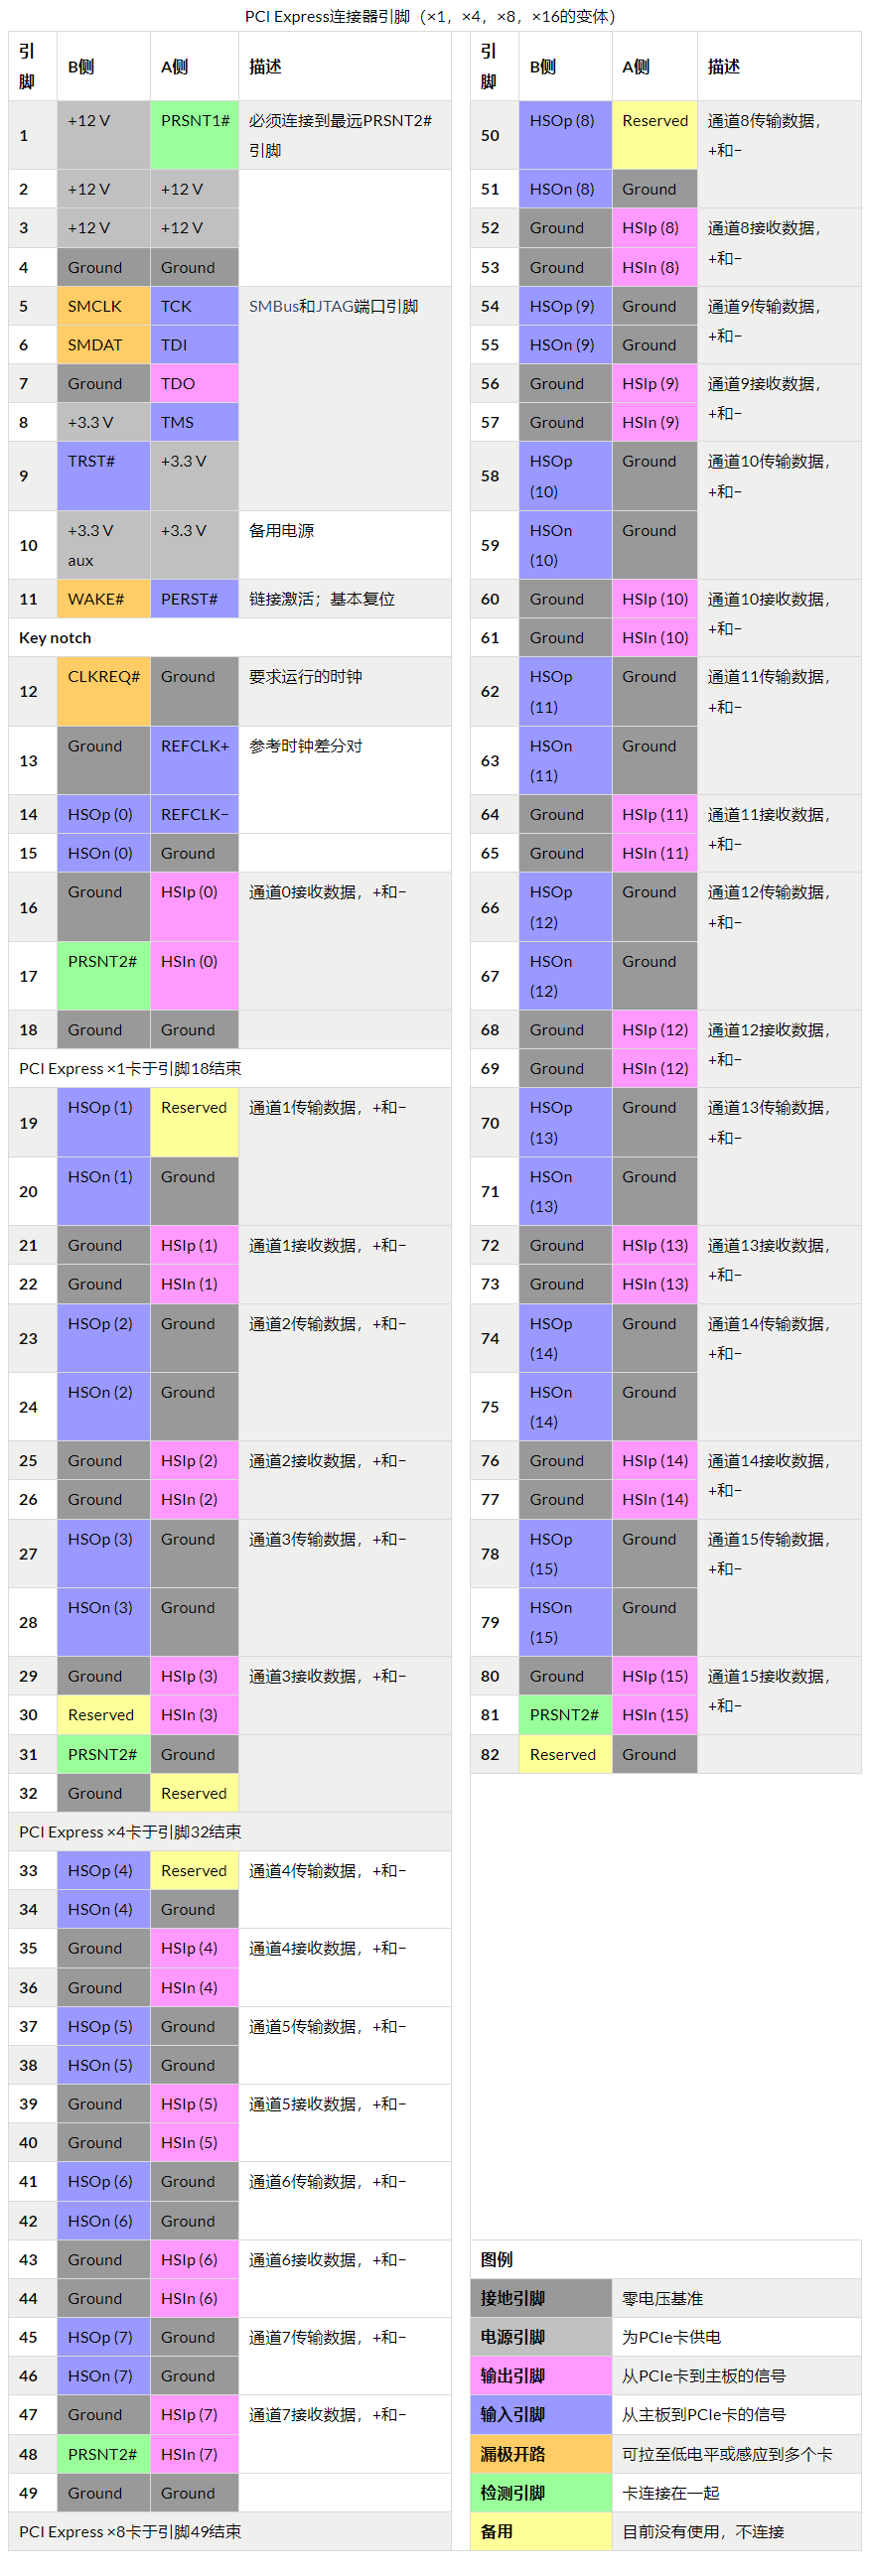 PCI Express连接器引脚（×1，×4，×8，×16的变体）
引脚 B侧 A侧 描述
1 +12 V PRSNT1# 必须连接到最远PRSNT2#引脚
2 +12 V +12 V
3 +12 V +12 V
4 Ground Ground
5 SMCLK TCK SMBus和JTAG端口引脚
6 SMDAT TDI
7 Ground TDO
8 +3.3 V TMS
9 TRST# +3.3 V
10 +3.3 V aux +3.3 V 备用电源
11 WAKE# PERST# 链接激活；基本复位
Key notch
12 CLKREQ# Ground 要求运行的时钟
13 Ground REFCLK+ 参考时钟差分对
14 HSOp (0) REFCLK−
15 HSOn (0) Ground
16 Ground HSIp (0) 通道0接收数据，+和−
17 PRSNT2# HSIn (0)
18 Ground Ground
PCI Express ×1卡于引脚18结束
19 HSOp (1) Reserved 通道1传输数据，+和−
20 HSOn (1) Ground
21 Ground HSIp (1) 通道1接收数据，+和−
22 Ground HSIn (1)
23 HSOp (2) Ground 通道2传输数据，+和−
24 HSOn (2) Ground
25 Ground HSIp (2) 通道2接收数据，+和−
26 Ground HSIn (2)
27 HSOp (3) Ground 通道3传输数据，+和−
28 HSOn (3) Ground
29 Ground HSIp (3) 通道3接收数据，+和−
30 Reserved HSIn (3)
31 PRSNT2# Ground
32 Ground Reserved
PCI Express ×4卡于引脚32结束
33 HSOp (4) Reserved 通道4传输数据，+和−
34 HSOn (4) Ground
35 Ground HSIp (4) 通道4接收数据，+和−
36 Ground HSIn (4)
37 HSOp (5) Ground 通道5传输数据，+和−
38 HSOn (5) Ground
39 Ground HSIp (5) 通道5接收数据，+和−
40 Ground HSIn (5)
41 HSOp (6) Ground 通道6传输数据，+和−
42 HSOn (6) Ground
43 Ground HSIp (6) 通道6接收数据，+和−
44 Ground HSIn (6)
45 HSOp (7) Ground 通道7传输数据，+和−
46 HSOn (7) Ground
47 Ground HSIp (7) 通道7接收数据，+和−
48 PRSNT2# HSIn (7)
49 Ground Ground
PCI Express ×8卡于引脚49结束
引脚 B侧 A侧 描述
50 HSOp (8) Reserved 通道8传输数据，+和−
51 HSOn (8) Ground
52 Ground HSIp (8) 通道8接收数据，+和−
53 Ground HSIn (8)
54 HSOp (9) Ground 通道9传输数据，+和−
55 HSOn (9) Ground
56 Ground HSIp (9) 通道9接收数据，+和−
57 Ground HSIn (9)
58 HSOp (10) Ground 通道10传输数据，+和−
59 HSOn (10) Ground
60 Ground HSIp (10) 通道10接收数据，+和−
61 Ground HSIn (10)
62 HSOp (11) Ground 通道11传输数据，+和−
63 HSOn (11) Ground
64 Ground HSIp (11) 通道11接收数据，+和−
65 Ground HSIn (11)
66 HSOp (12) Ground 通道12传输数据，+和−
67 HSOn (12) Ground
68 Ground HSIp (12) 通道12接收数据，+和−
69 Ground HSIn (12)
70 HSOp (13) Ground 通道13传输数据，+和−
71 HSOn (13) Ground
72 Ground HSIp (13) 通道13接收数据，+和−
73 Ground HSIn (13)
74 HSOp (14) Ground 通道14传输数据，+和−
75 HSOn (14) Ground
76 Ground HSIp (14) 通道14接收数据，+和−
77 Ground HSIn (14)
78 HSOp (15) Ground 通道15传输数据，+和−
79 HSOn (15) Ground
80 Ground HSIp (15) 通道15接收数据，+和−
81 PRSNT2# HSIn (15)
82 Reserved Ground
图例
接地引脚 零电压基准
电源引脚 为PCIe卡供电
输出引脚 从PCIe卡到主板的信号
输入引脚 从主板到PCIe卡的信号
漏极开路 可拉至低电平或感应到多个卡
检测引脚 卡连接在一起
备用 目前没有使用，不连接